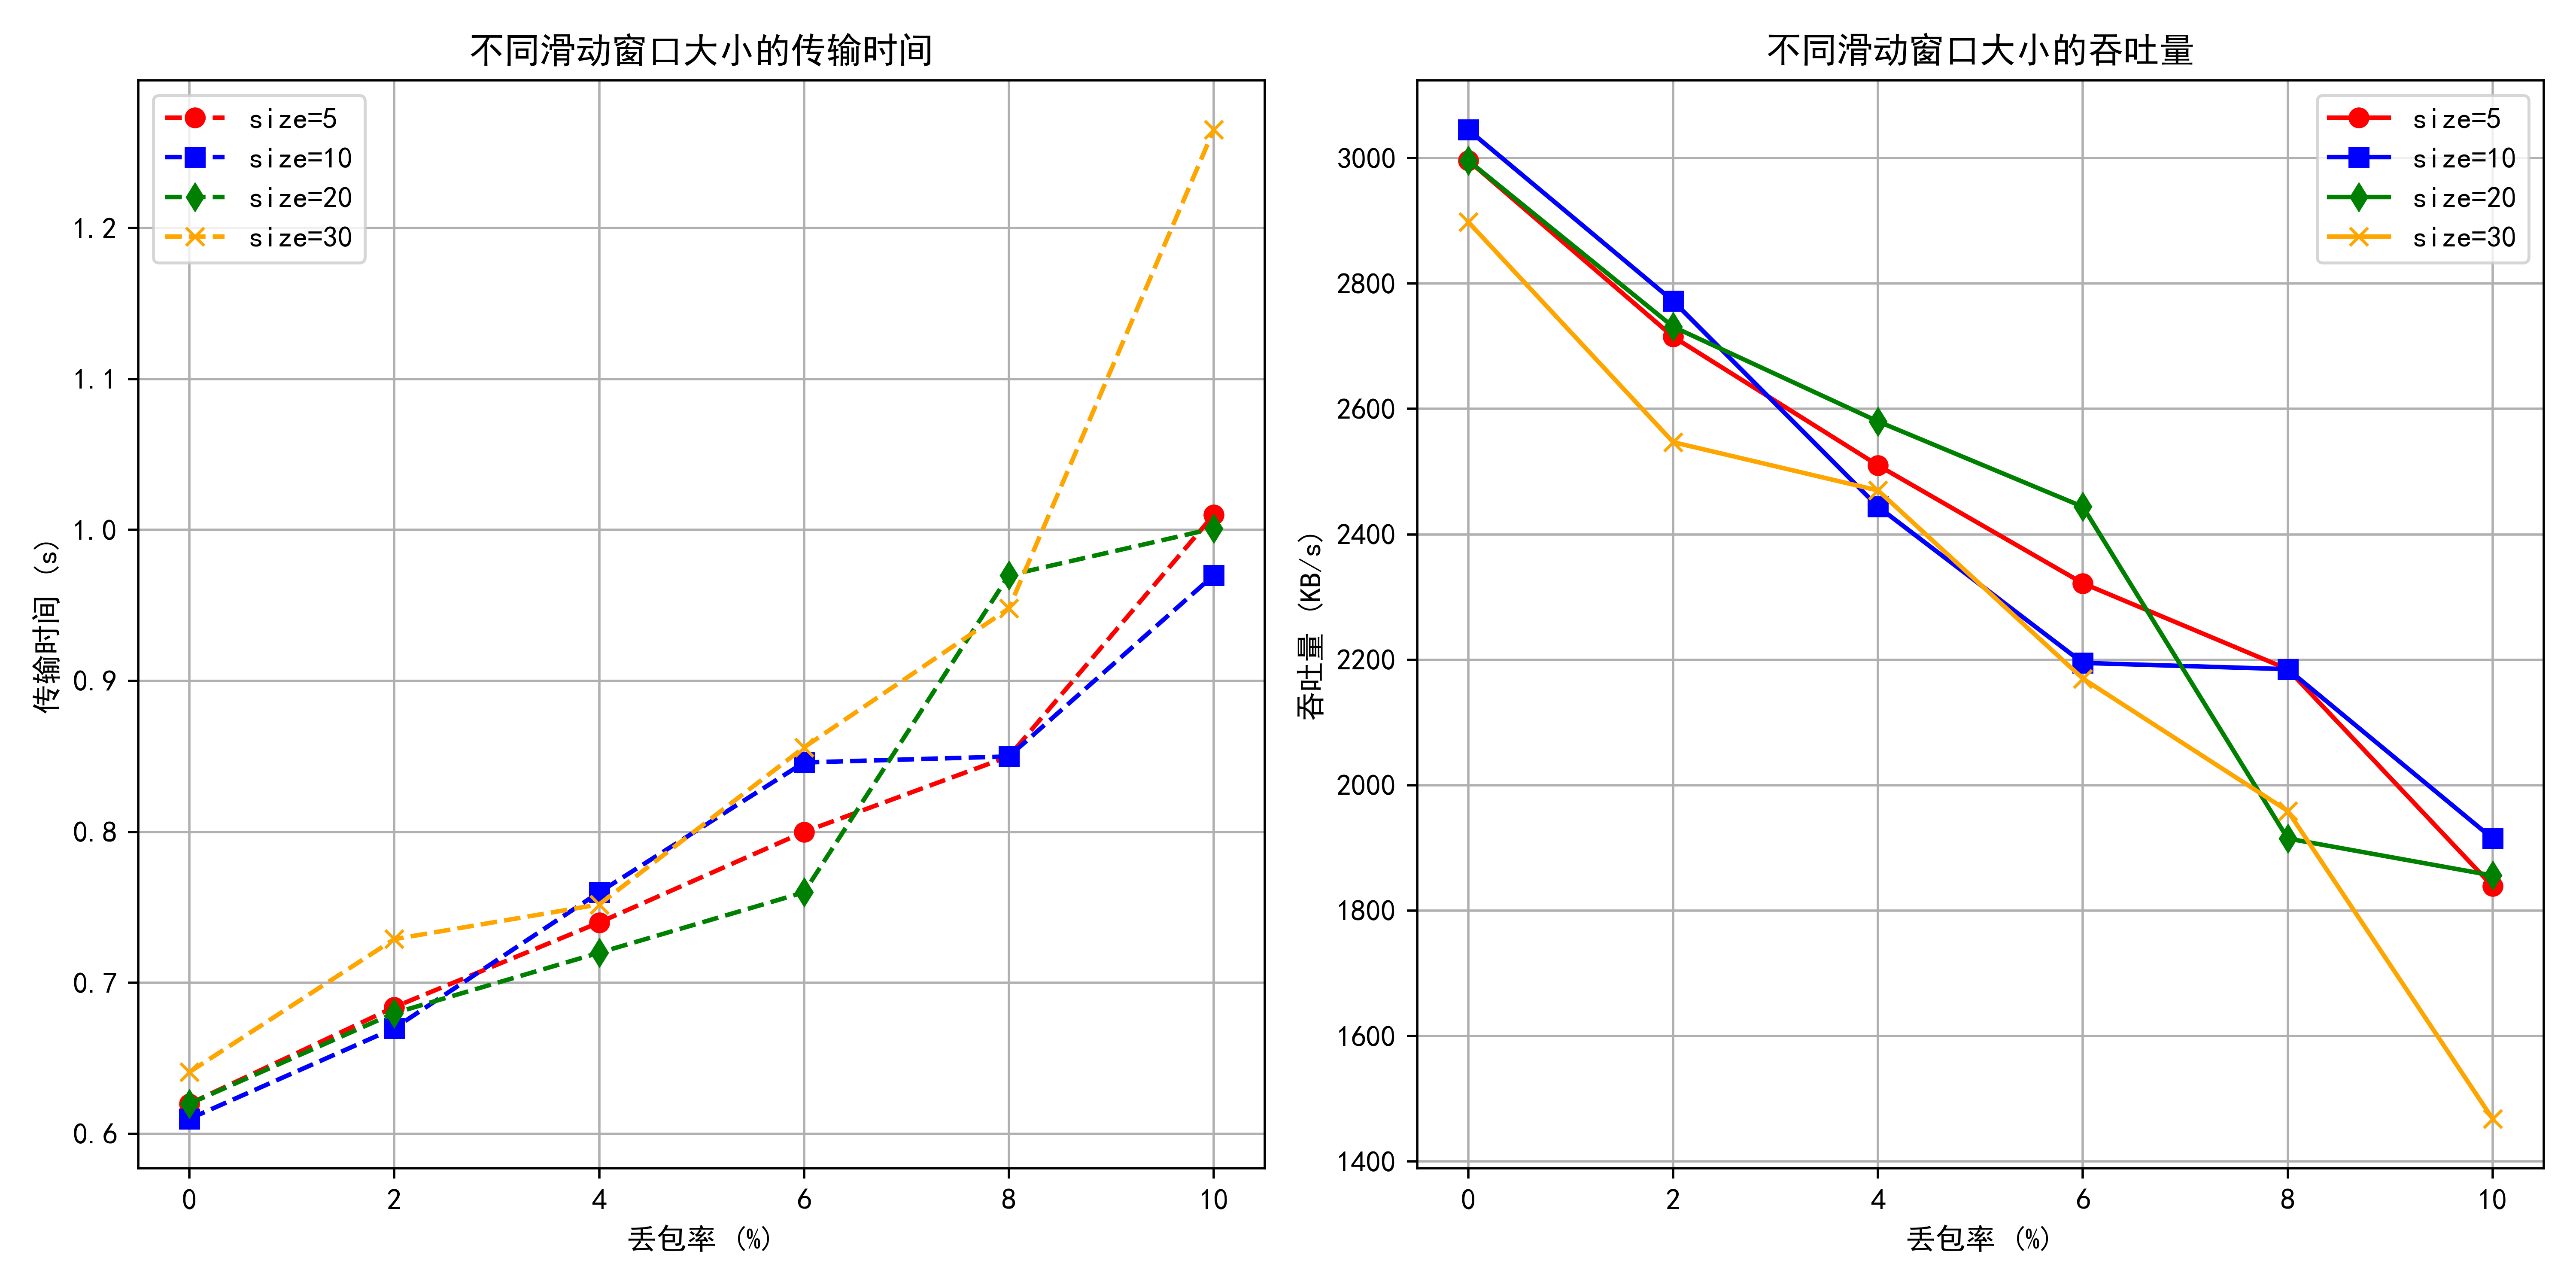 不同滑动窗口大小的传输时间
size=5
size=10
size=20
size=30
1.2
1.1
1.0
0.9
0.8
0.7
0.6
传输时间 (s)
0 2 4 6 8 10
丢包率 (%)
不同滑动窗口大小的吞吐量
size=5
size=10
size=20
size=30
3000
2800
2600
2400
2200
2000
1800
1600
1400
吞吐量 (KB/s)
0 2 4 6 8 10
丢包率 (%)